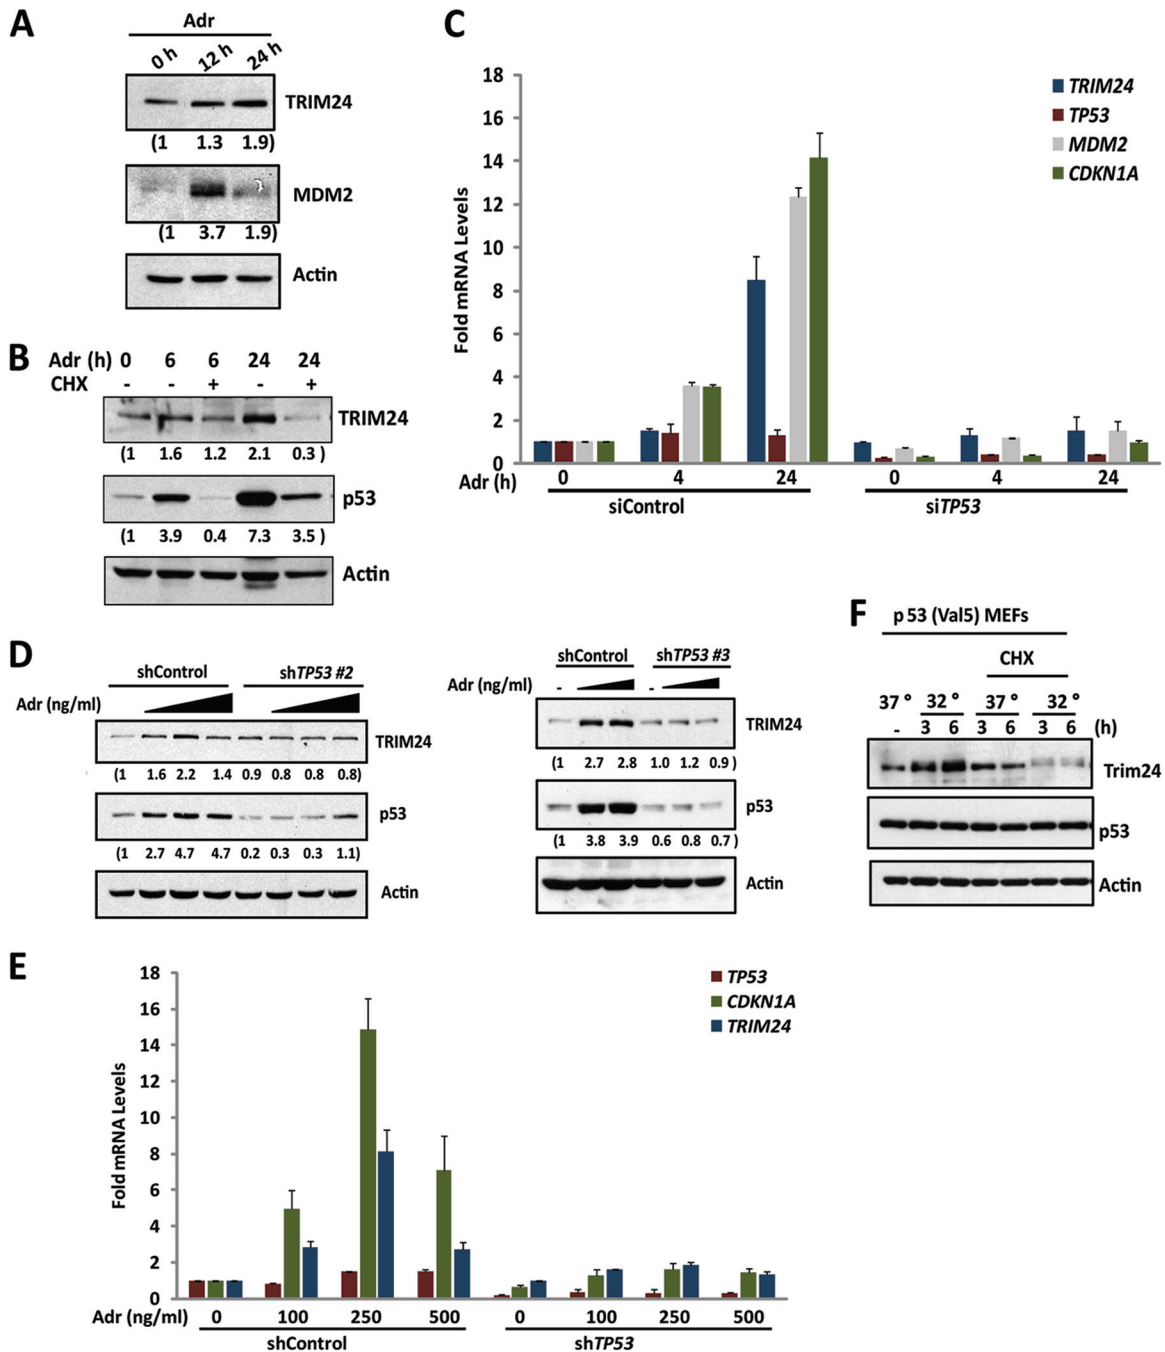 A
Adr
0 h 12 h 24 h
TRIM24
(1 1.3 1.9)
MDM2
(1 3.7 1.9)
Actin
B
Adr (h) 0 6 6 24 24
CHX - - + - +
TRIM24
(1 1.6 1.2 2.1 0.3 )
p53
(1 3.9 0.4 7.3 3.5 )
Actin
C
18
16
14
12
10
8
6
4
2
0
Fold mRNA Levels
TRIM24
TP53
MDM2
CDKN1A
Adr (h) 0 4 24 0 4 24
siControl siTP53
D
shControl shTP53 #2
Adr (ng/ml)
TRIM24
(1 1.6 2.2 1.4 0.9 0.8 0.8 0.8)
p53
(1 2.7 4.7 4.7 0.2 0.3 0.3 1.1)
Actin
shControl shTP53 #3
Adr (ng/ml) - -
TRIM24
(1 2.7 2.8 1.0 1.2 0.9 )
p53
(1 3.8 3.9 0.6 0.8 0.7 )
Actin
F
p53 (Val5) MEFs
CHX
37 ° 32 ° 37 ° 32 °
- 3 6 3 6 3 6 (h)
Trim24
p53
Actin
E
18
16
14
12
10
8
6
4
2
0
Fold mRNA Levels
TP53
CDKN1A
TRIM24
Adr (ng/ml) 0 100 250 500 0 100 250 500
shControl shTP53